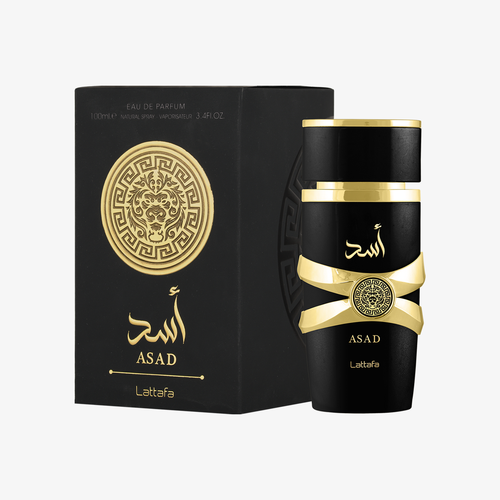 EAU DE PARFUM
100ml ℮ NATURAL SPRAY - VAPORISATEUR 3.4Fl OZ
أسد
ASAD
Lattafa
أسد
ASAD
Lattafa